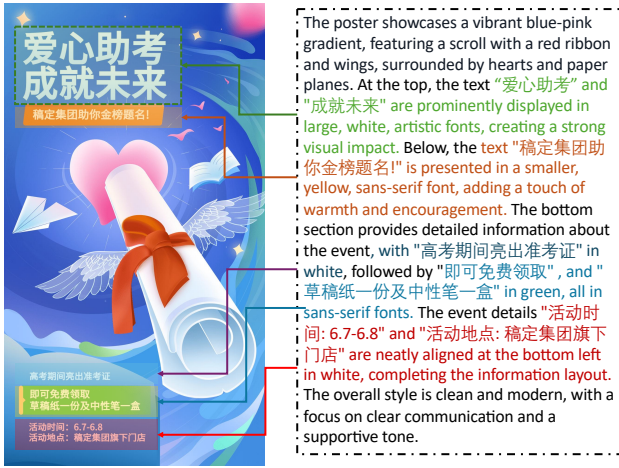 爱心助考
成就未来
稿定集团助你金榜题名!
高考期间亮出准考证
即可免费领取
草稿纸一份及中性笔一盒
活动时间：6.7-6.8
活动地点：稿定集团旗下门店
The poster showcases a vibrant blue-pink
gradient, featuring a scroll with a red ribbon
and wings, surrounded by hearts and paper
planes. At the top, the text “爱心助考” and
"成就未来" are prominently displayed in
large, white, artistic fonts, creating a strong
visual impact. Below, the text "稿定集团助
你金榜题名!" is presented in a smaller,
yellow, sans-serif font, adding a touch of
warmth and encouragement. The bottom
section provides detailed information about
the event, with "高考期间亮出准考证" in
white, followed by "即可免费领取" , and "
草稿纸一份及中性笔一盒" in green, all in
sans-serif fonts. The event details "活动时
间: 6.7-6.8" and "活动地点: 稿定集团旗下
门店" are neatly aligned at the bottom left
in white, completing the information layout.
The overall style is clean and modern, with a
focus on clear communication and a
supportive tone.